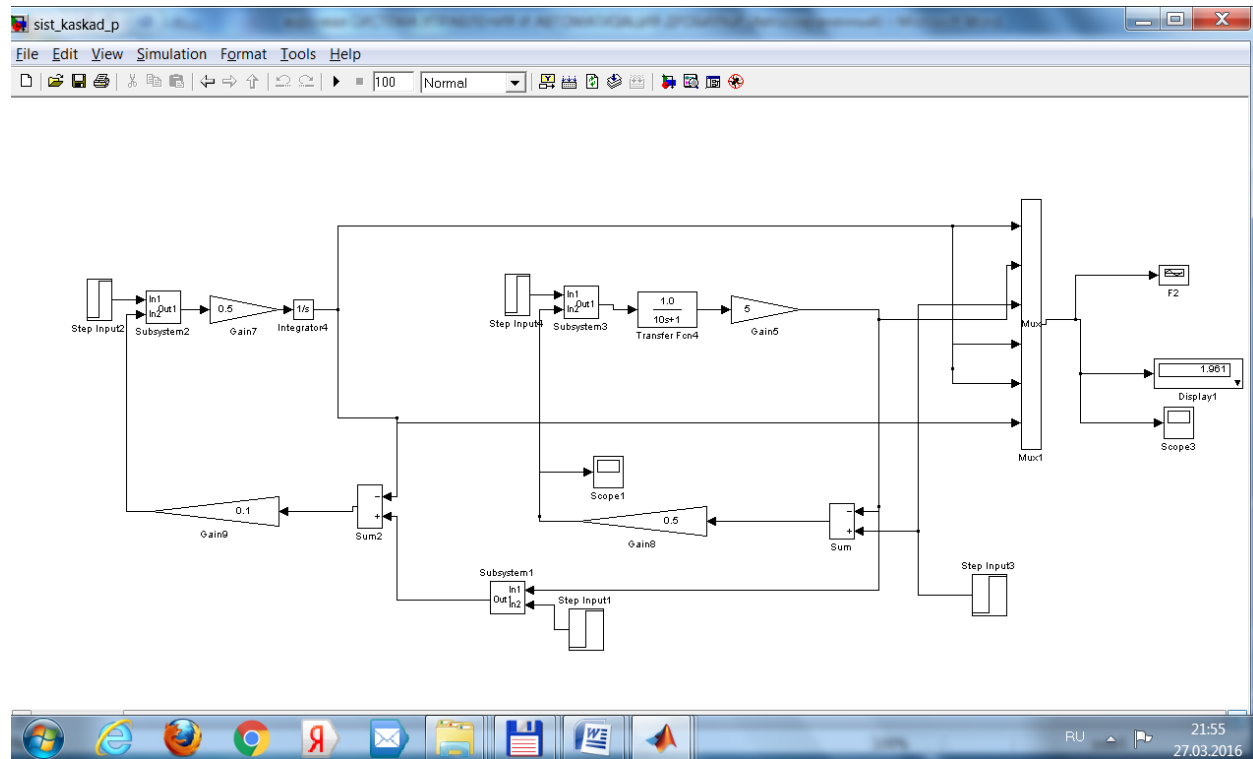 sist_kaskad_p
File Edit View Simulation Format Tools Help
100 Normal
Step Input2
In1
In2
Out1
Subsystem2
0.5
Gain7
1/s
Integrator4
Step Input4
In1
In2
Out1
Subsystem3
1.0
10s+1
Transfer Fcn4
5
Gain5
Mux
Mux1
F2
1.961
Display1
Scope3
Scope1
0.1
Gain9
Sum2
0.5
Gain8
Sum
Subsystem1
In1
Out1
In2
Step Input1
Step Input3
RU
21:55
27.03.2016